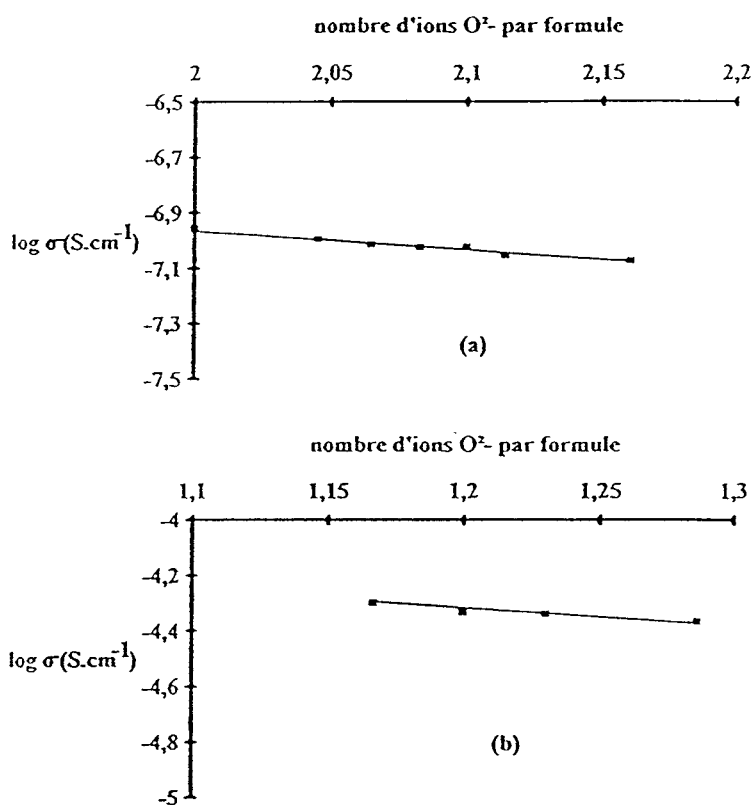 nombre d'ions O²- par formule
2 2,05 2,1 2,15 2,2
-6,5
-6,7
-6,9
log σ(S.cm⁻¹)
-7,1
-7,3
(a)
-7,5
nombre d'ions O²- par formule
1,1 1,15 1,2 1,25 1,3
-4
-4,2
-4,4
log σ(S.cm⁻¹)
-4,6
-4,8
(b)
-5